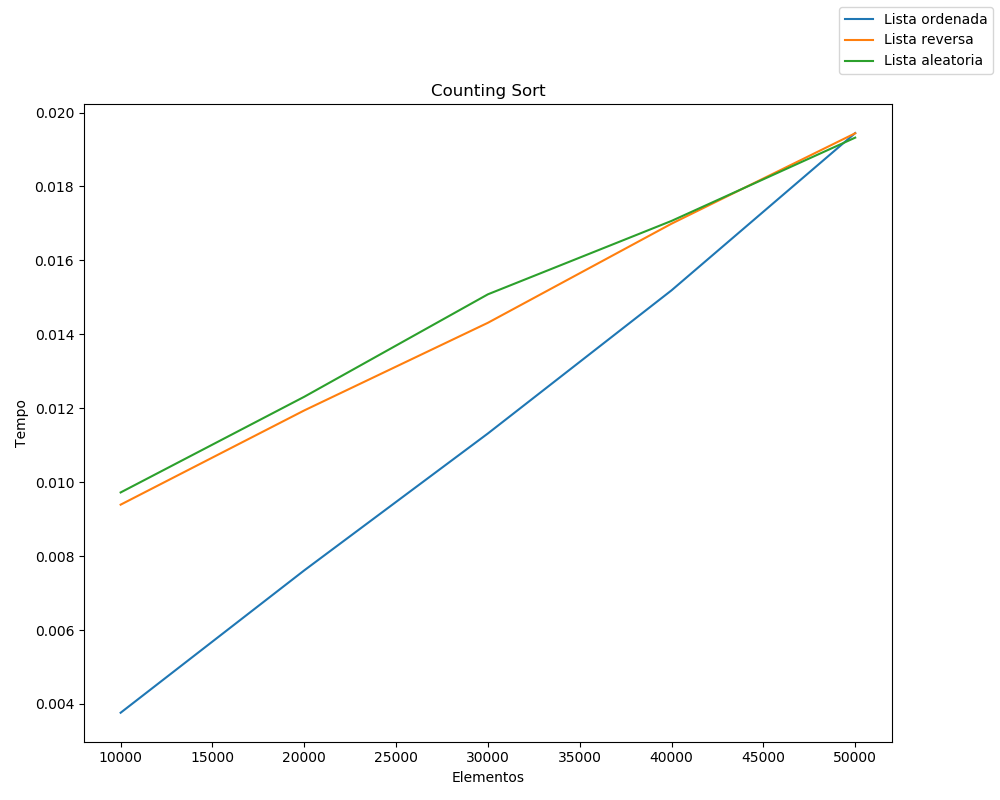 Lista ordenada
Lista reversa
Lista aleatoria
Counting Sort
0.020
0.018
0.016
0.014
0.012
0.010
0.008
0.006
0.004
Tempo
10000 15000 20000 25000 30000 35000 40000 45000 50000
Elementos